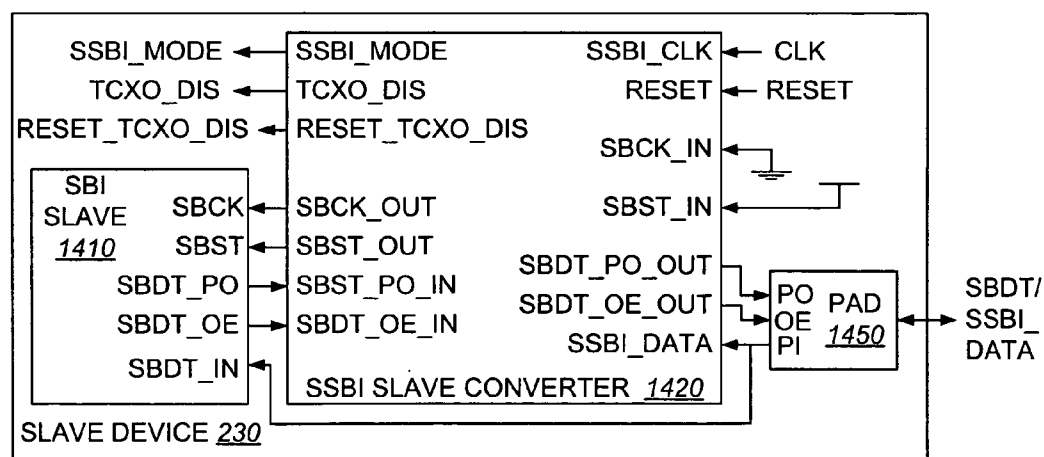 SSBI_MODE
TCXO_DIS
RESET_TCXO_DIS
SSBI_MODE
TCXO_DIS
RESET_TCXO_DIS
SSBI_CLK
RESET
SBCK_IN
SBST_IN
CLK
RESET
SBI
SLAVE
1410
SBCK
SBST
SBDT_PO
SBDT_OE
SBDT_IN
SBCK_OUT
SBST_OUT
SBST_PO_IN
SBDT_OE_IN
SBDT_PO_OUT
SBDT_OE_OUT
SSBI_DATA
SSBI SLAVE CONVERTER 1420
PO
OE
PI
PAD
1450
SBDT/
SSBI_
DATA
SLAVE DEVICE 230